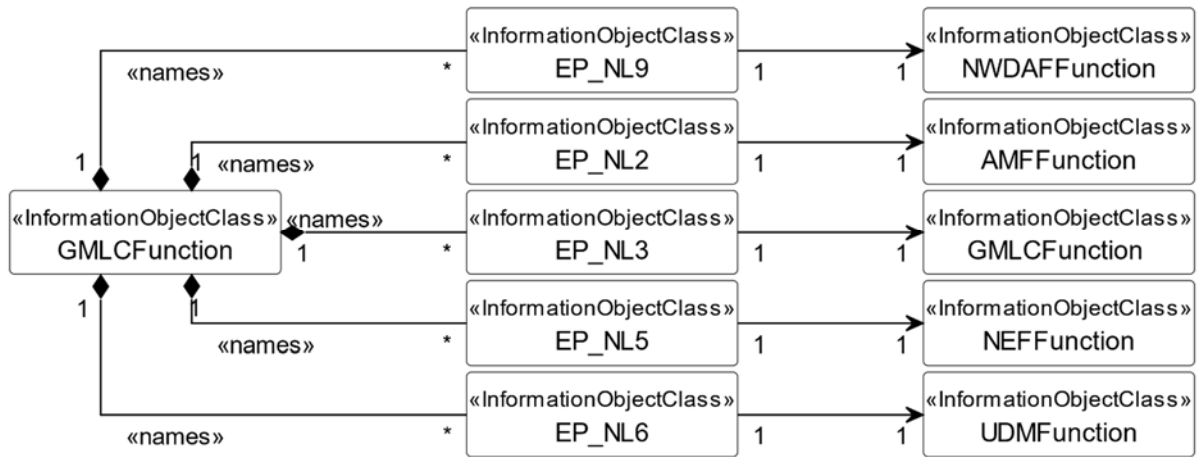 «InformationObjectClass» «InformationObjectClass»
EP_NL9 NWDAFFunction
«names» * 1 1
«InformationObjectClass» «InformationObjectClass»
EP_NL2 AMFFunction
1 1 «names» * 1 1
«InformationObjectClass» «names» «InformationObjectClass» «InformationObjectClass»
GMLCFunction 1 * EP_NL3 1 1 GMLCFunction
«InformationObjectClass» «InformationObjectClass»
1 1 EP_NL5 NEFFunction
«names» * 1 1
«InformationObjectClass» «InformationObjectClass»
EP_NL6 UDMFunction
«names» * 1 1